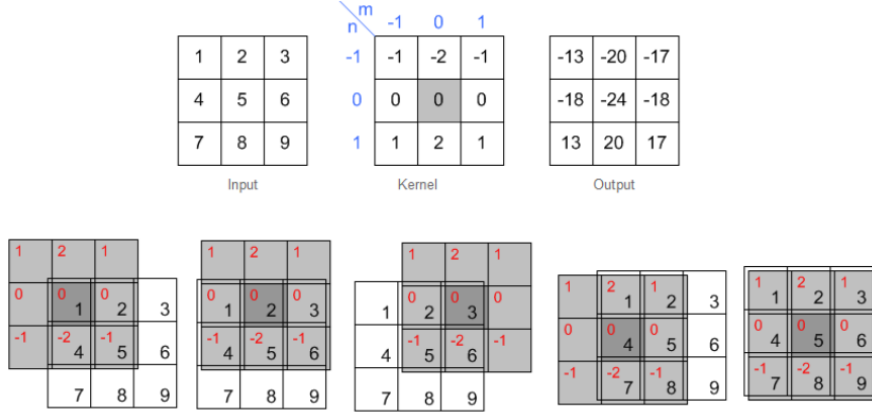 m
n -1 0 1
1 2 3 -1 -1 -2 -1 -13 -20 -17
4 5 6 0 0 0 0 -18 -24 -18
7 8 9 1 1 2 1 13 20 17
Input Kernel Output
1 2 1 1 2 1 1 2 1
0 0 1 0 2 3 0 1 0 2 0 3 1 0 2 0 3 0 1 2 1 1 2 3 1 1 2 2 1 3
-1 -2 4 -1 5 6 -1 4 -2 5 -1 6 4 -1 5 -2 6 -1 0 0 4 0 5 6 0 4 0 5 0 6
7 8 9 7 8 9 7 8 9 -1 -2 7 -1 8 9 -1 7 -2 8 -1 9